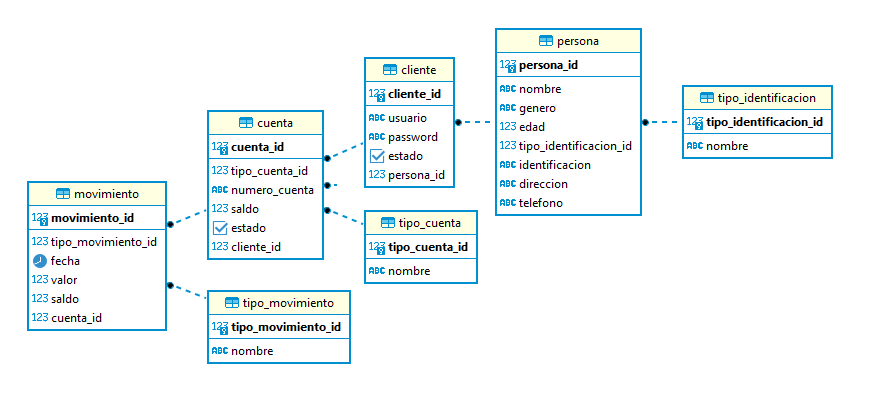 persona
123 persona_id
ABC nombre
ABC genero
123 edad
123 tipo_identificacion_id
ABC identificacion
ABC direccion
ABC telefono
cliente
123 cliente_id
ABC usuario
ABC password
estado
123 persona_id
tipo_identificacion
123 tipo_identificacion_id
ABC nombre
cuenta
123 cuenta_id
123 tipo_cuenta_id
ABC numero_cuenta
123 saldo
estado
123 cliente_id
movimiento
123 movimiento_id
123 tipo_movimiento_id
fecha
123 valor
123 saldo
123 cuenta_id
tipo_cuenta
123 tipo_cuenta_id
ABC nombre
tipo_movimiento
123 tipo_movimiento_id
ABC nombre